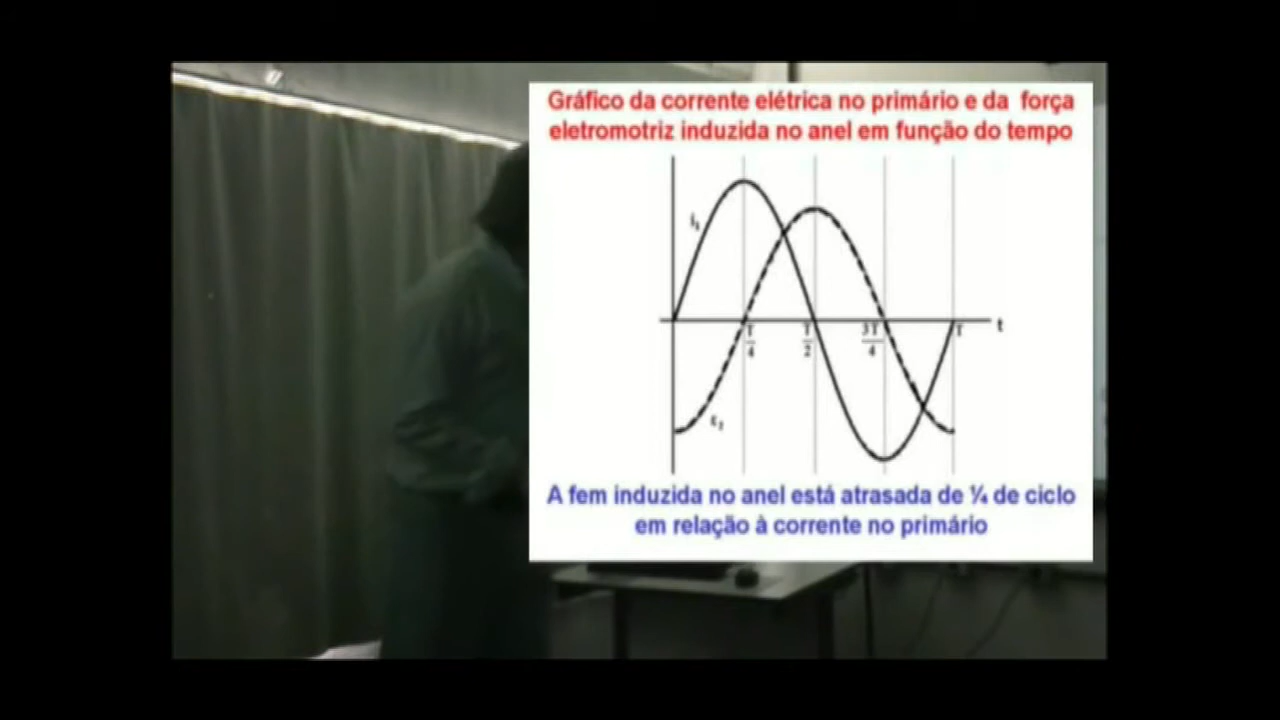 Gráfico da corrente elétrica no primário e da força
eletromotriz induzida no anel em função do tempo
i₁
t
T/4
T/2
3T/4
T
ε₂
A fem induzida no anel está atrasada de ¼ de ciclo
em relação à corrente no primário